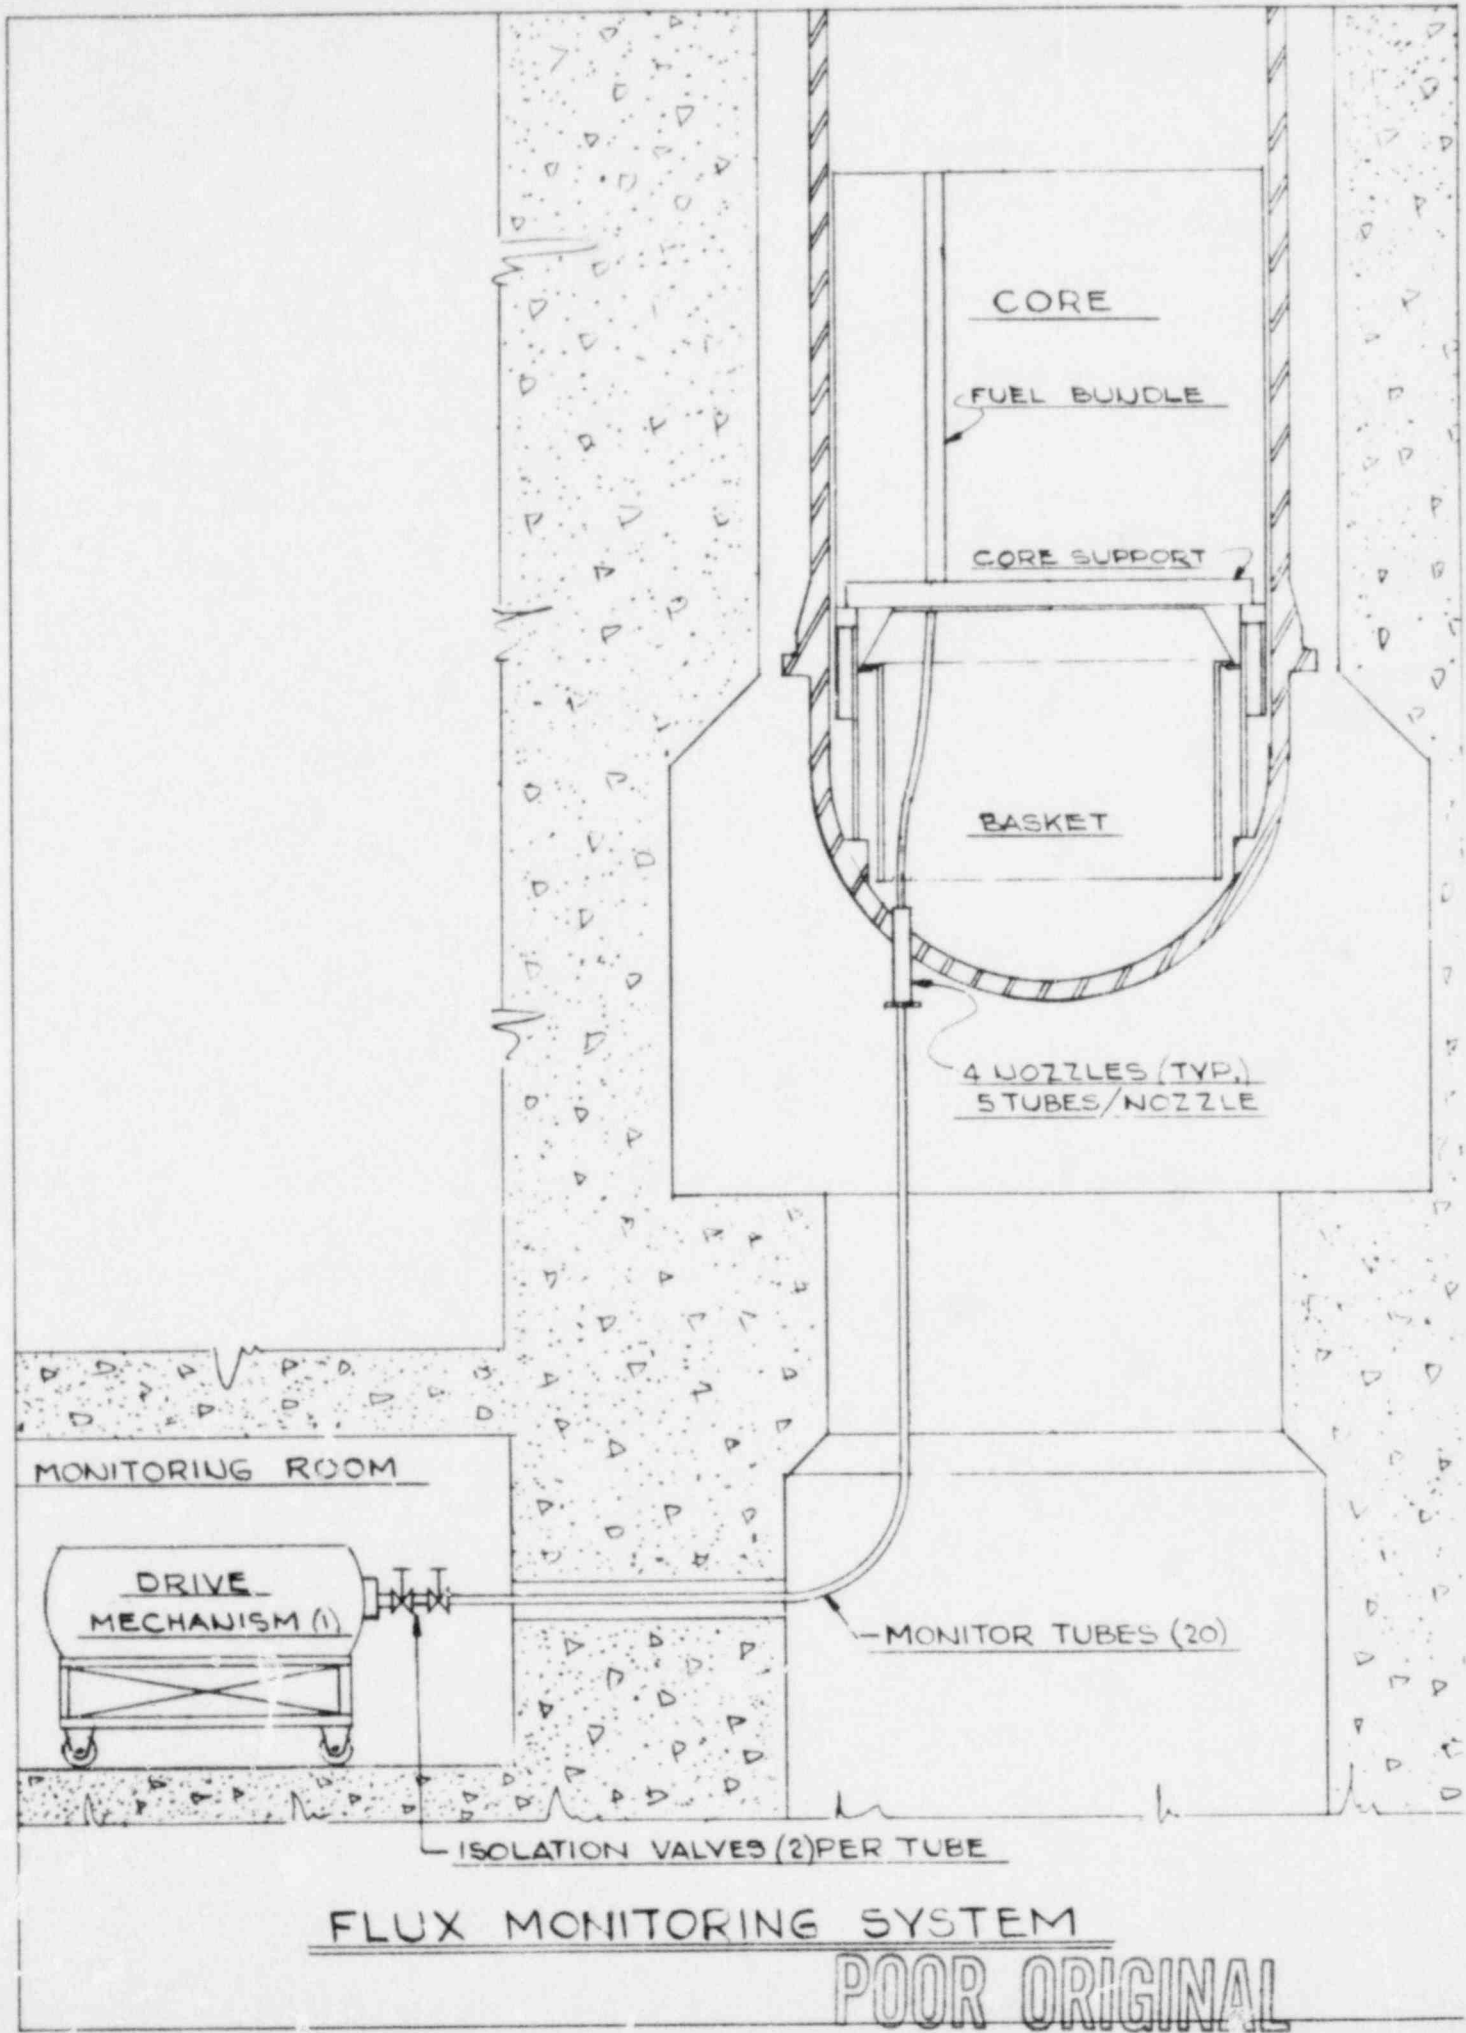 CORE
FUEL BUNDLE
CORE SUPPORT
BASKET
4 NOZZLES (TYP.)
5 TUBES/NOZZLE
MONITORING ROOM
DRIVE
MECHANISM (1)
MONITOR TUBES (20)
ISOLATION VALVES (2) PER TUBE
FLUX MONITORING SYSTEM
POOR ORIGINAL